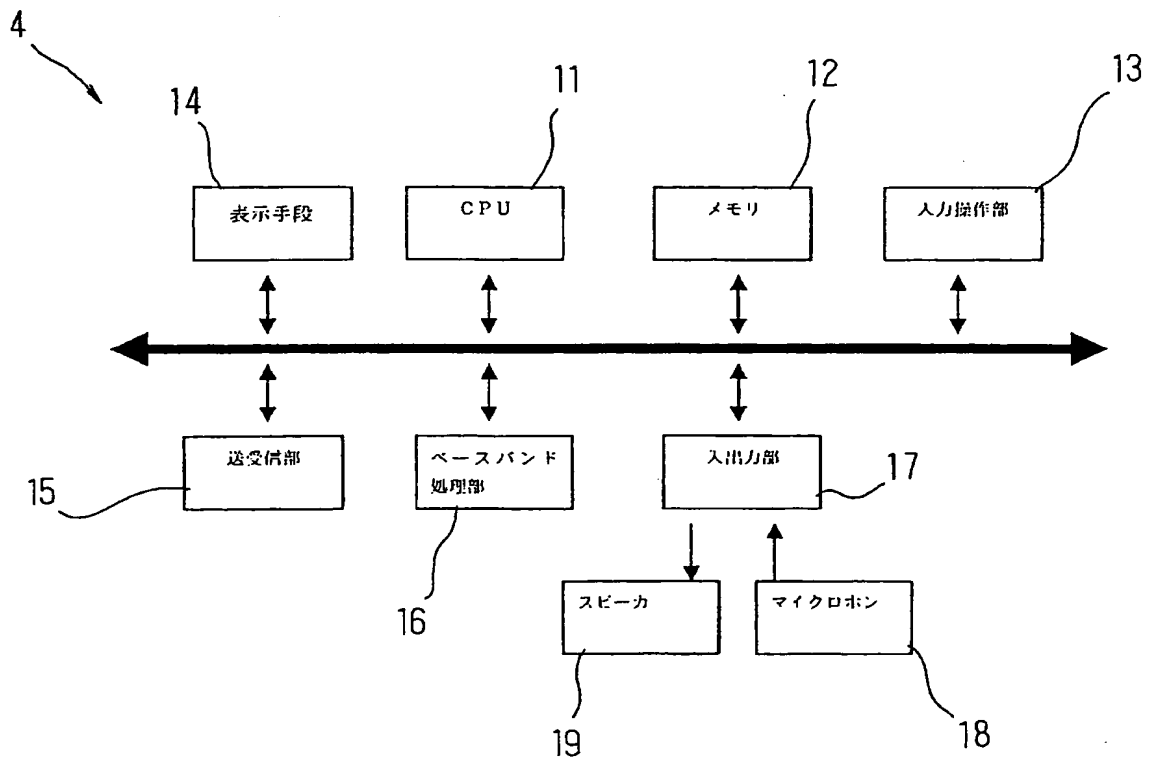 4
14
11
12
13
表示手段
CPU
メモリ
入力操作部
送受信部
ベースバンド
処理部
入出力部
15
17
16
スピーカ
マイクロホン
19
18